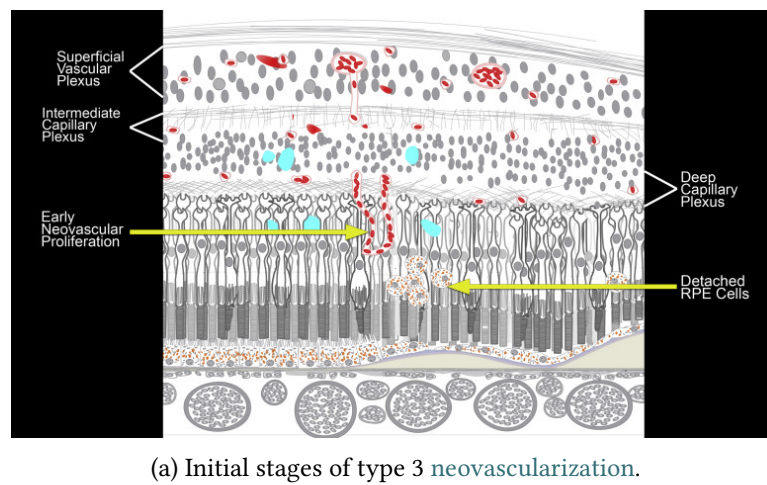 Superficial
Vascular
Plexus
Intermediate
Capillary
Plexus
Deep
Capillary
Plexus
Early
Neovascular
Proliferation
Detached
RPE Cells
(a) Initial stages of type 3 neovascularization.